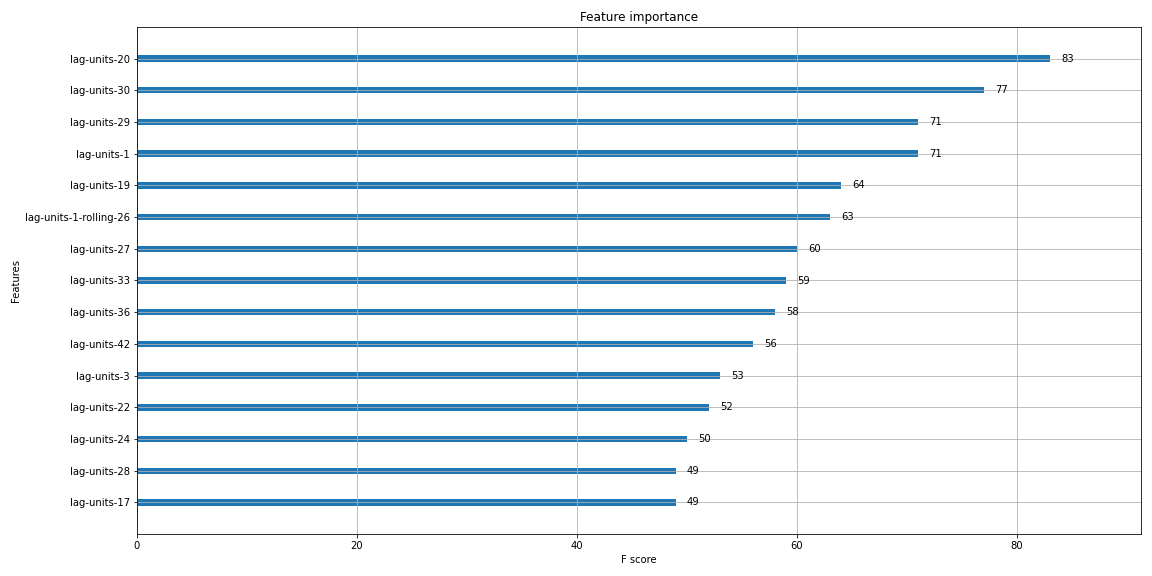 Feature importance
lag-units-20 83
lag-units-30 77
lag-units-29 71
lag-units-1 71
lag-units-19 64
lag-units-1-rolling-26 63
lag-units-27 60
lag-units-33 59
lag-units-36 58
lag-units-42 56
lag-units-3 53
lag-units-22 52
lag-units-24 50
lag-units-28 49
lag-units-17 49
Features
0 20 40 60 80
F score